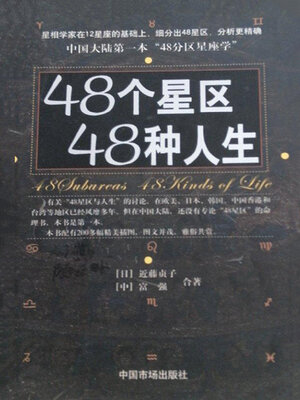 星相学家在12星座的基础上，细分出48星区，分析更精确
中国大陆第一本“48分区星座学”
48个星区
48种人生
48Subareas 48Kinds of Life
有关“48星区与人生”的讨论，在欧美、日本、韩国、中国香港和
台湾等地区已经风靡多年，但在中国大陆，还没有专论“48星区”的命
理书，本书是第一本。
本书配有200多幅精美插图，图文并茂，雅俗共赏。
［日］近藤贞子
［中］富 强
合著
中国市场出版社